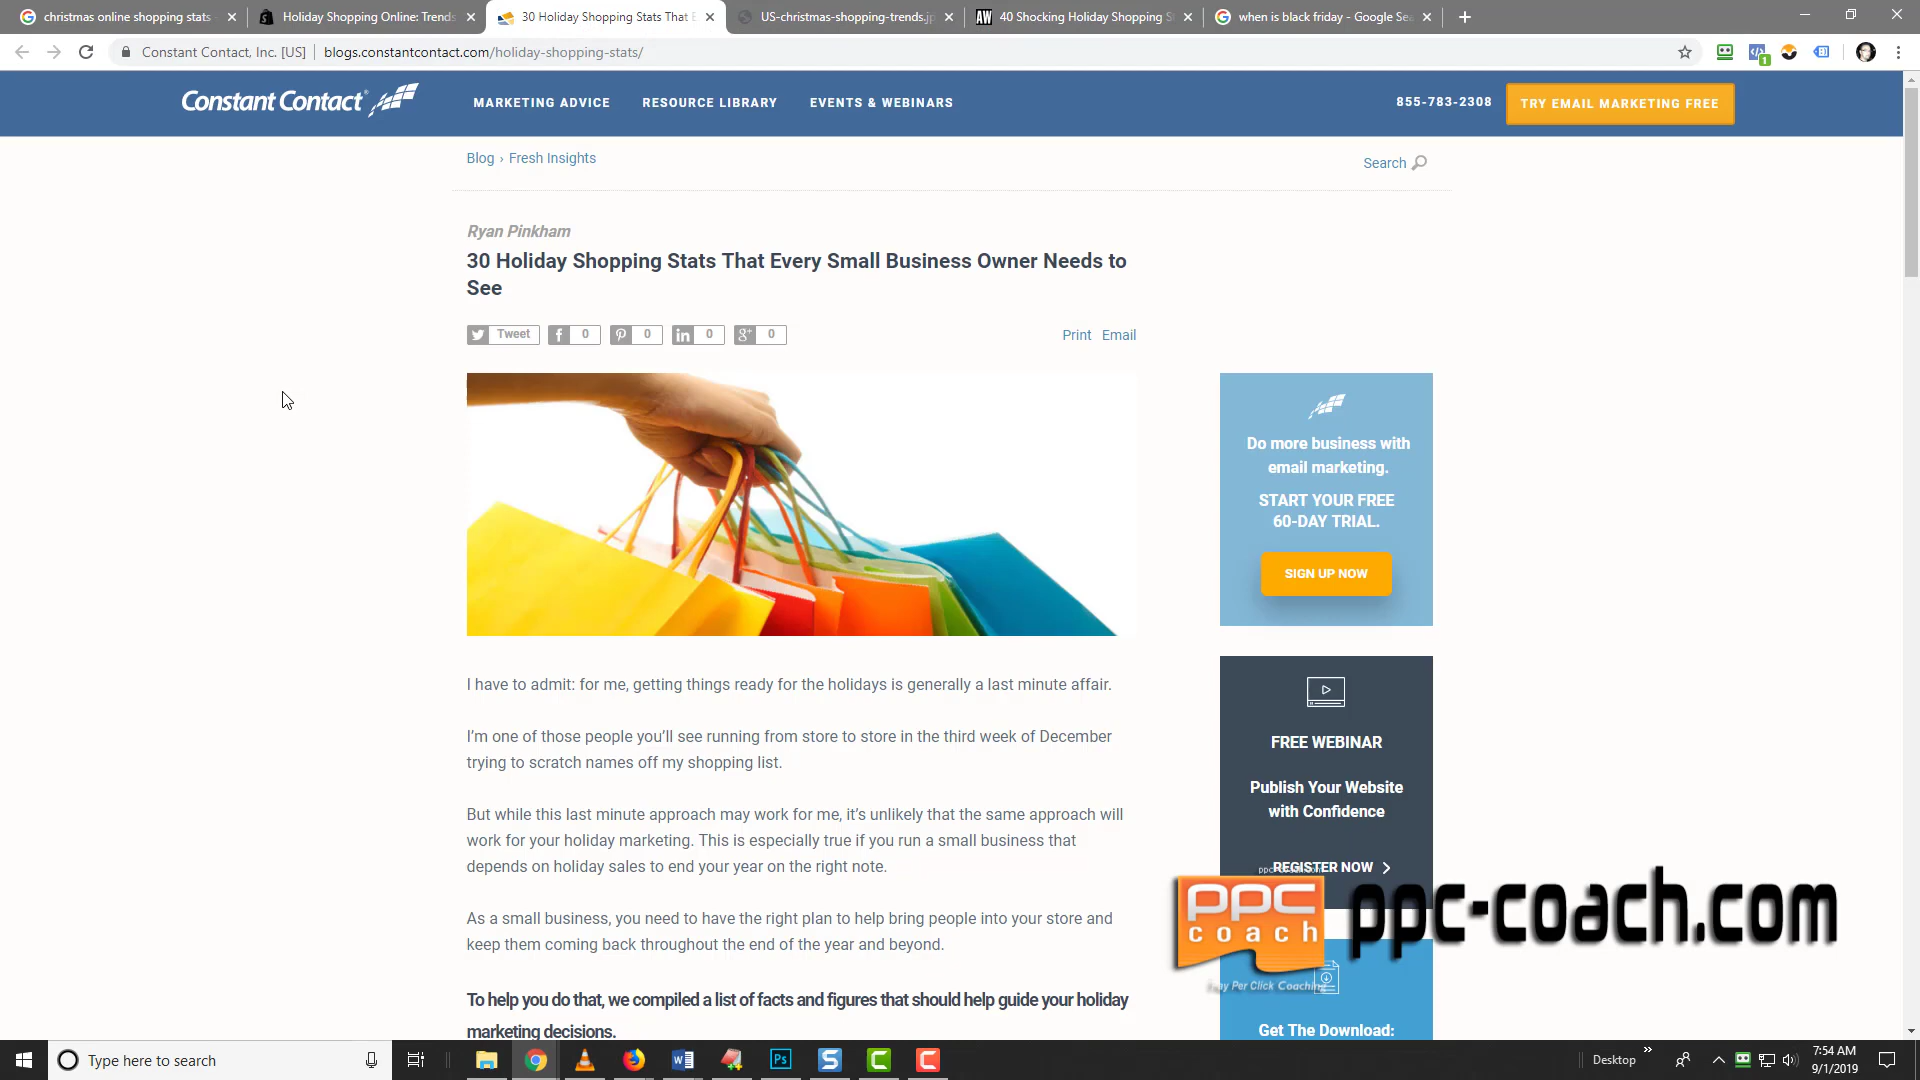 christmas online shopping stats
Holiday Shopping Online: Trends
30 Holiday Shopping Stats That E
US-christmas-shopping-trends.jp
40 Shocking Holiday Shopping S
when is black friday - Google Sea
Constant Contact, Inc. [US]
blogs.constantcontact.com/holiday-shopping-stats/
1
Constant Contact
MARKETING ADVICE
RESOURCE LIBRARY
EVENTS & WEBINARS
855-783-2308
TRY EMAIL MARKETING FREE
Blog › Fresh Insights
Search
Ryan Pinkham
30 Holiday Shopping Stats That Every Small Business Owner Needs to
See
Tweet
0
0
0
0
Print Email
Do more business with
email marketing.
START YOUR FREE
60-DAY TRIAL.
SIGN UP NOW
I have to admit: for me, getting things ready for the holidays is generally a last minute affair.
I’m one of those people you’ll see running from store to store in the third week of December
trying to scratch names off my shopping list.
But while this last minute approach may work for me, it’s unlikely that the same approach will
work for your holiday marketing. This is especially true if you run a small business that
depends on holiday sales to end your year on the right note.
As a small business, you need to have the right plan to help bring people into your store and
keep them coming back throughout the end of the year and beyond.
To help you do that, we compiled a list of facts and figures that should help guide your holiday
marketing decisions.
FREE WEBINAR
Publish Your Website
with Confidence
REGISTER NOW
ppc
coach
ppc-coach.com
Pay Per Click Coaching
Get The Download:
Type here to search
Ps
Desktop
7:54 AM
9/1/2019